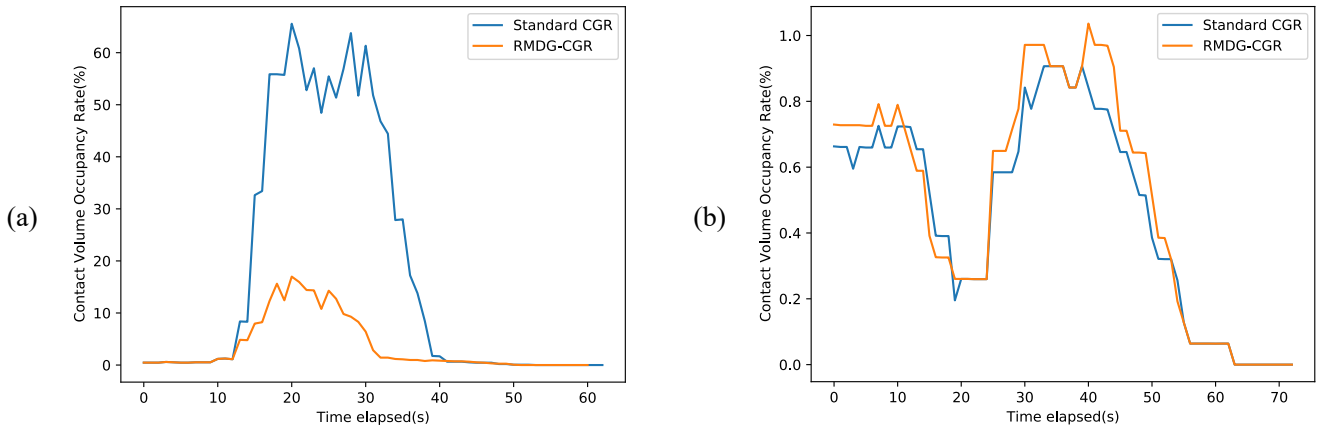 (a)
Contact Volume Occupancy Rate(%)
60
50
40
30
20
10
0
Standard CGR
RMDG-CGR
0 10 20 30 40 50 60
Time elapsed(s)
(b)
Contact Volume Occupancy Rate(%)
1.0
0.8
0.6
0.4
0.2
0.0
Standard CGR
RMDG-CGR
0 10 20 30 40 50 60 70
Time elapsed(s)